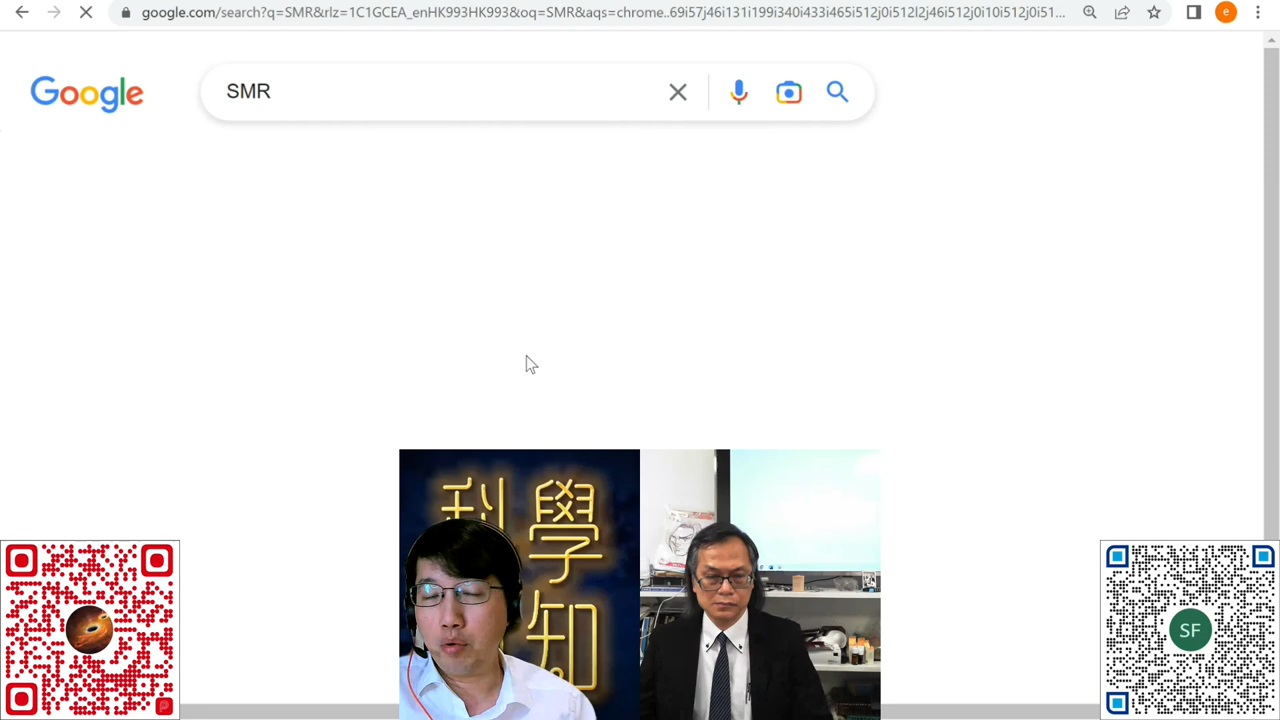 google.com/search?q=SMR&rlz=1C1GCEA_enHK993HK993&oq=SMR&aqs=chrome..69i57j46i131i199i340i433i465i512j0i512l2j46i512j0i10i512j0i51...
e
Google
SMR
科學
知
SF